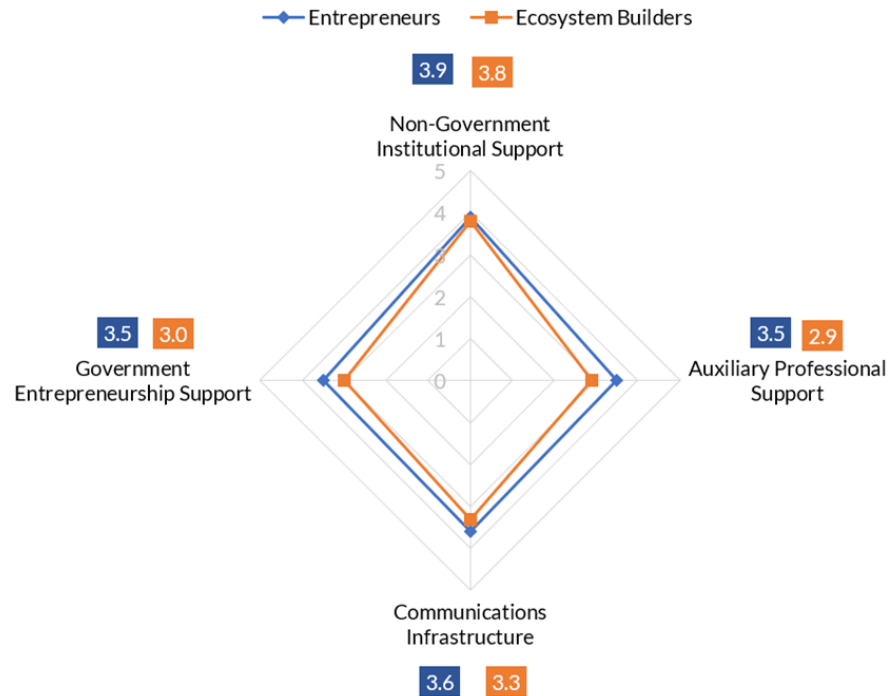 Entrepreneurs Ecosystem Builders
3.9 3.8
Non-Government
Institutional Support
5
4
3
2
1
0
3.5 3.0
Government
Entrepreneurship Support
3.5 2.9
Auxiliary Professional
Support
Communications
Infrastructure
3.6 3.3